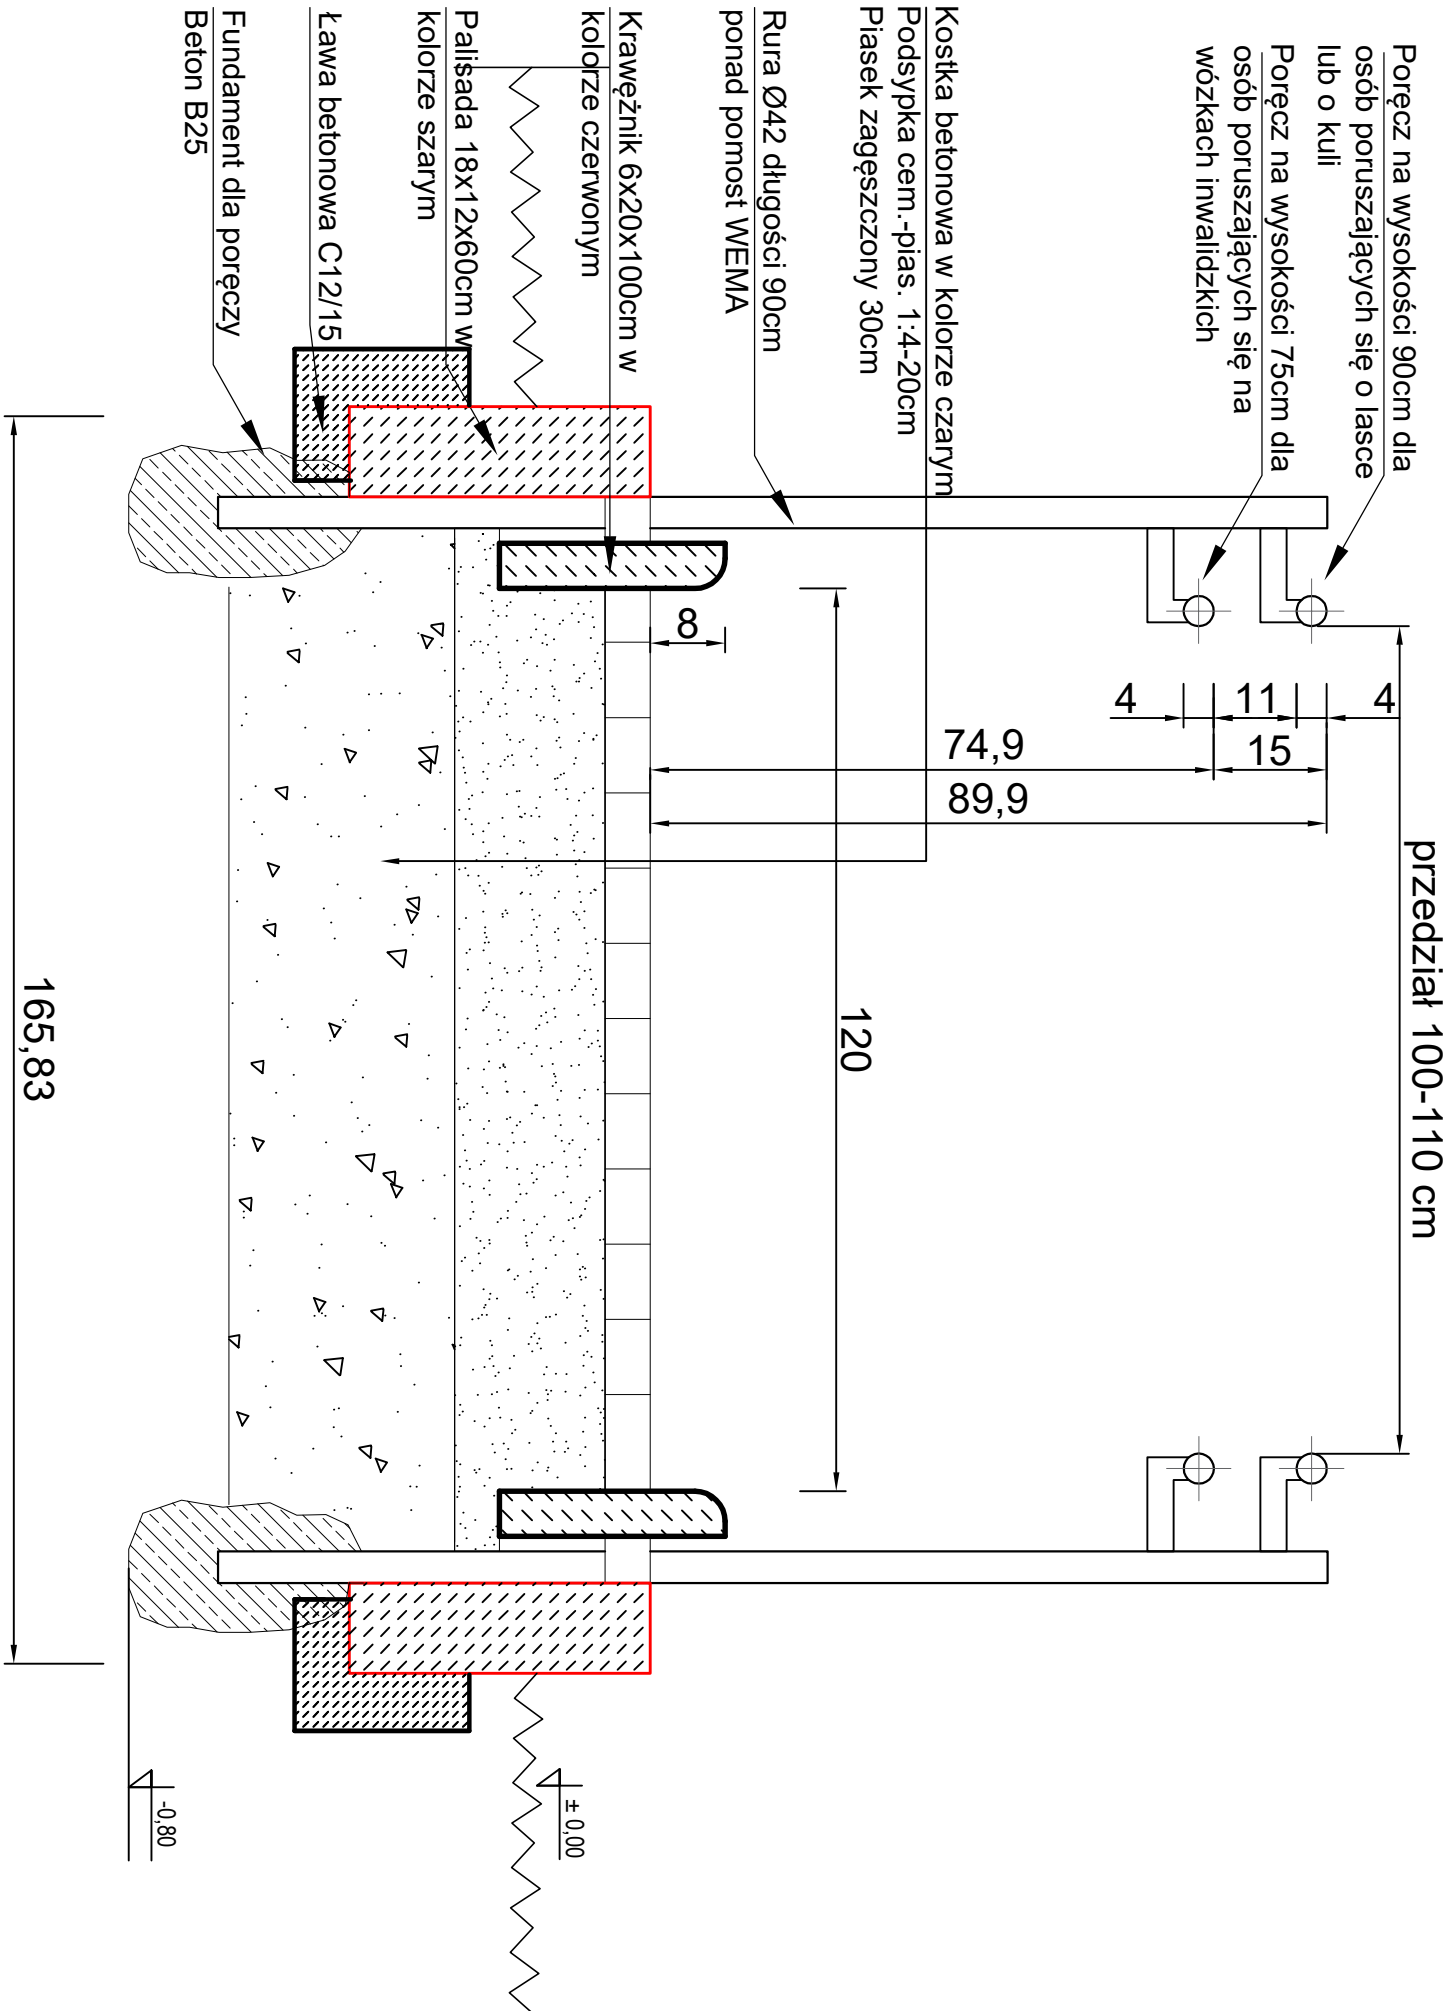 Poręcz na wysokości 90cm dla
osób poruszających się o lasce
lub o kuli
Poręcz na wysokości 75cm dla
osób poruszających się na
wózkach inwalidzkich
Kostka betonowa w kolorze czarym
Podsypka cem.-pias. 1:4-20cm
Piasek zagęszczony 30cm
Rura Ø42 długości 90cm
ponad pomost WEMA
Krawężnik 6x20x100cm w
kolorze czerwonym
Palisada 18x12x60cm w
kolorze szarym
Ława betonowa C12/15
Fundament dla poręczy
Beton B25
przedział 100-110 cm
4
11
4
15
74,9
89,9
8
120
165,83
± 0,00
-0,80